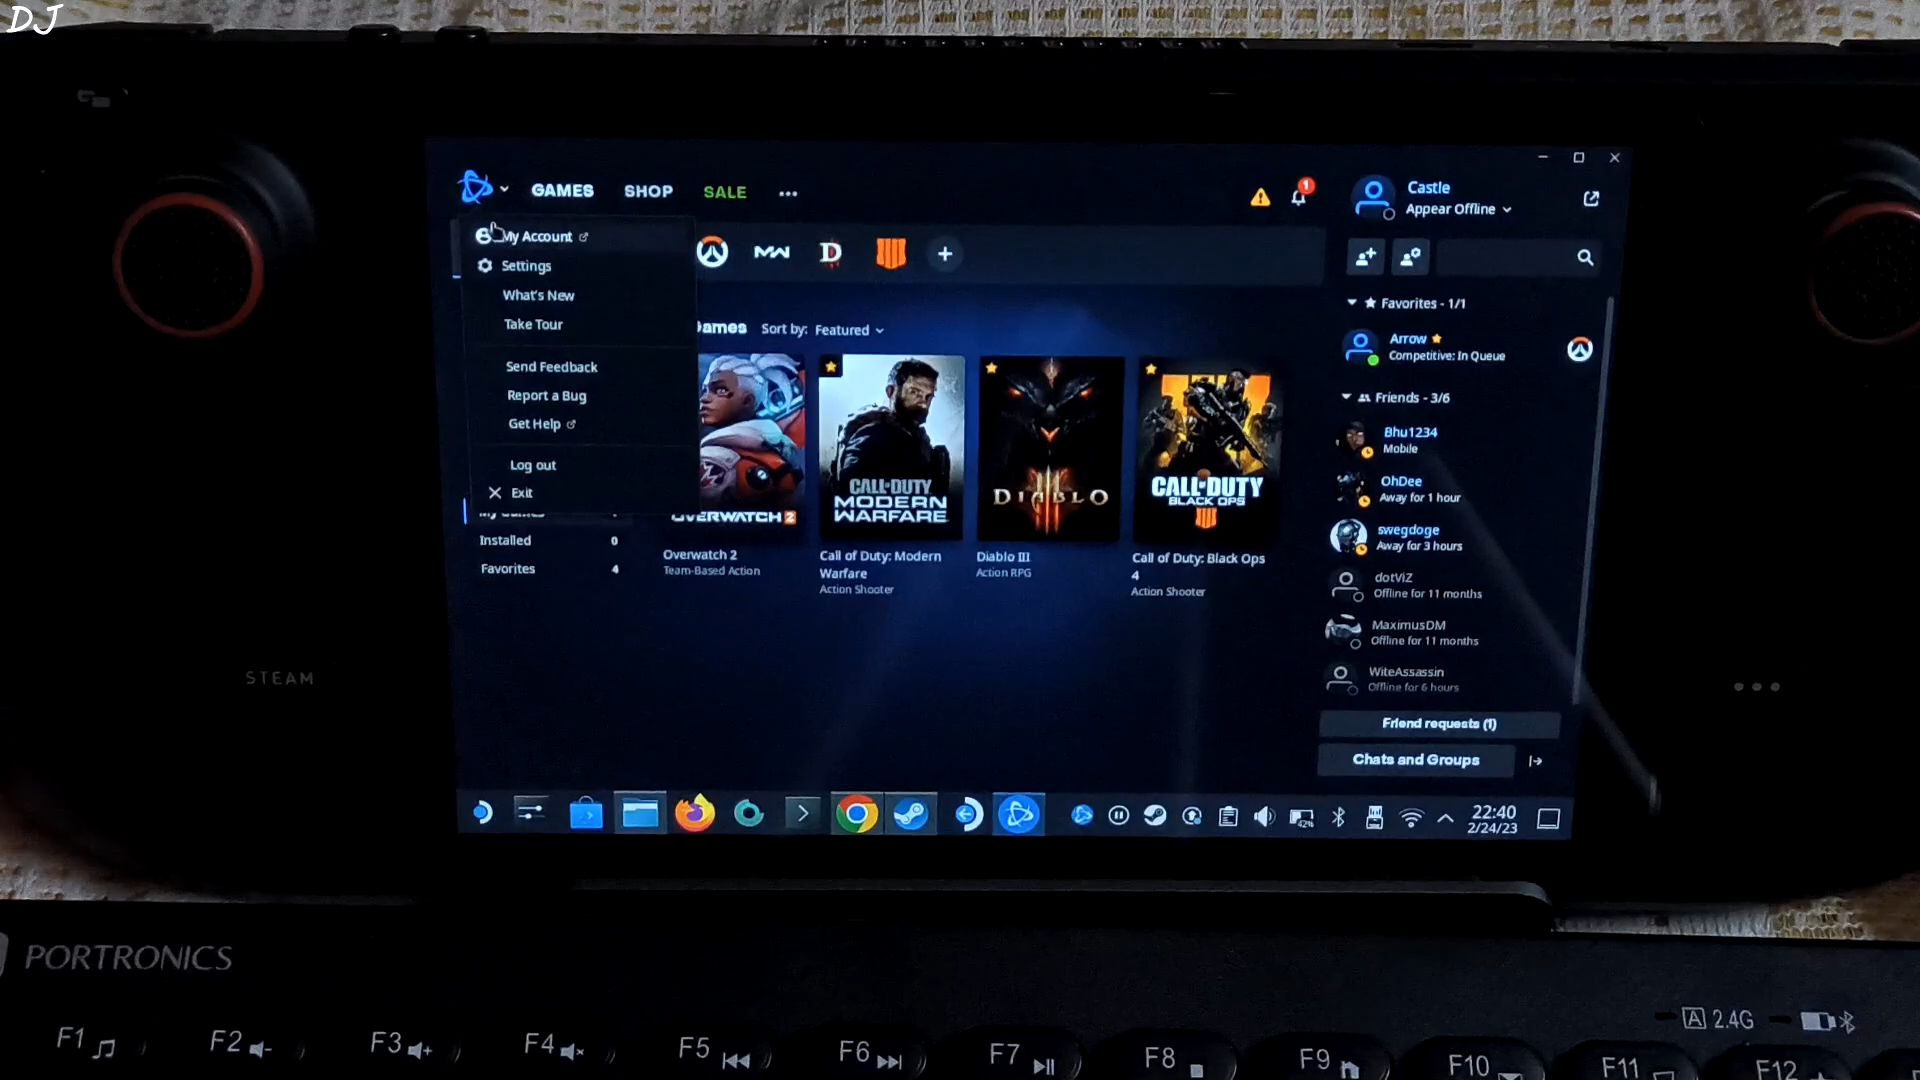 DJ
GAMES SHOP SALE
1
Castle
Appear Offline
My Account
Settings
What's New
Take Tour
Send Feedback
Report a Bug
Get Help
Log out
Exit
Installed 0
Favorites 4
MW
D
Games Sort by: Featured
OVERWATCH 2
CALL OF DUTY
MODERN
WARFARE
DIABLO
III
CALL OF DUTY
BLACK OPS
IIII
Overwatch 2
Team-Based Action
Call of Duty: Modern
Warfare
Action Shooter
Diablo III
Action RPG
Call of Duty: Black Ops
4
Action Shooter
Favorites - 1/1
Arrow
Competitive: In Queue
Friends - 3/6
Bhu1234
Mobile
OhDee
Away for 1 hour
swegdoge
Away for 3 hours
dotViZ
Offline for 11 months
MaximusDM
Offline for 11 months
WiteAssassin
Offline for 6 hours
Friend requests (1)
Chats and Groups
42%
22:40
2/24/23
STEAM
PORTRONICS
A 2.4G
F1 F2 F3 F4 F5 F6 F7 F8 F9 F10 F11 F12